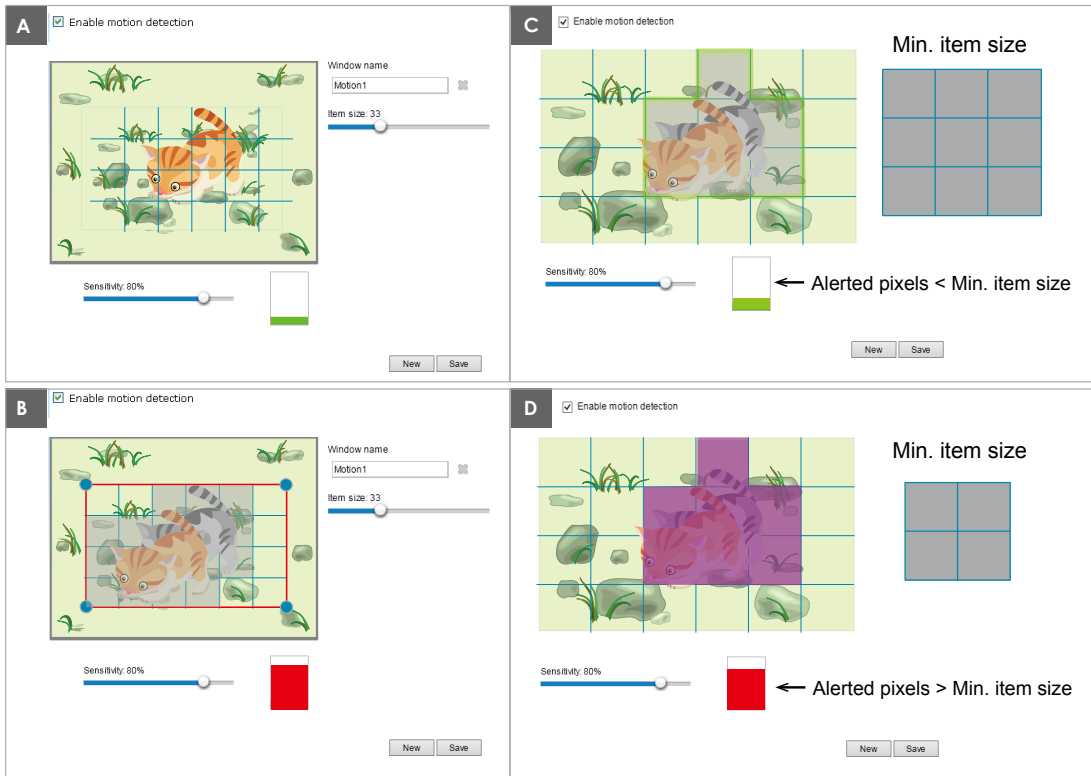 A
Enable motion detection
Window name
Motion1
Item size: 33
Sensitivity: 80%
New Save
C
Enable motion detection
Min. item size
Sensitivity: 80%
Alerted pixels < Min. item size
New Save
B
Enable motion detection
Window name
Motion1
Item size: 33
Sensitivity: 80%
New Save
D
Enable motion detection
Min. item size
Sensitivity: 80%
Alerted pixels > Min. item size
New Save